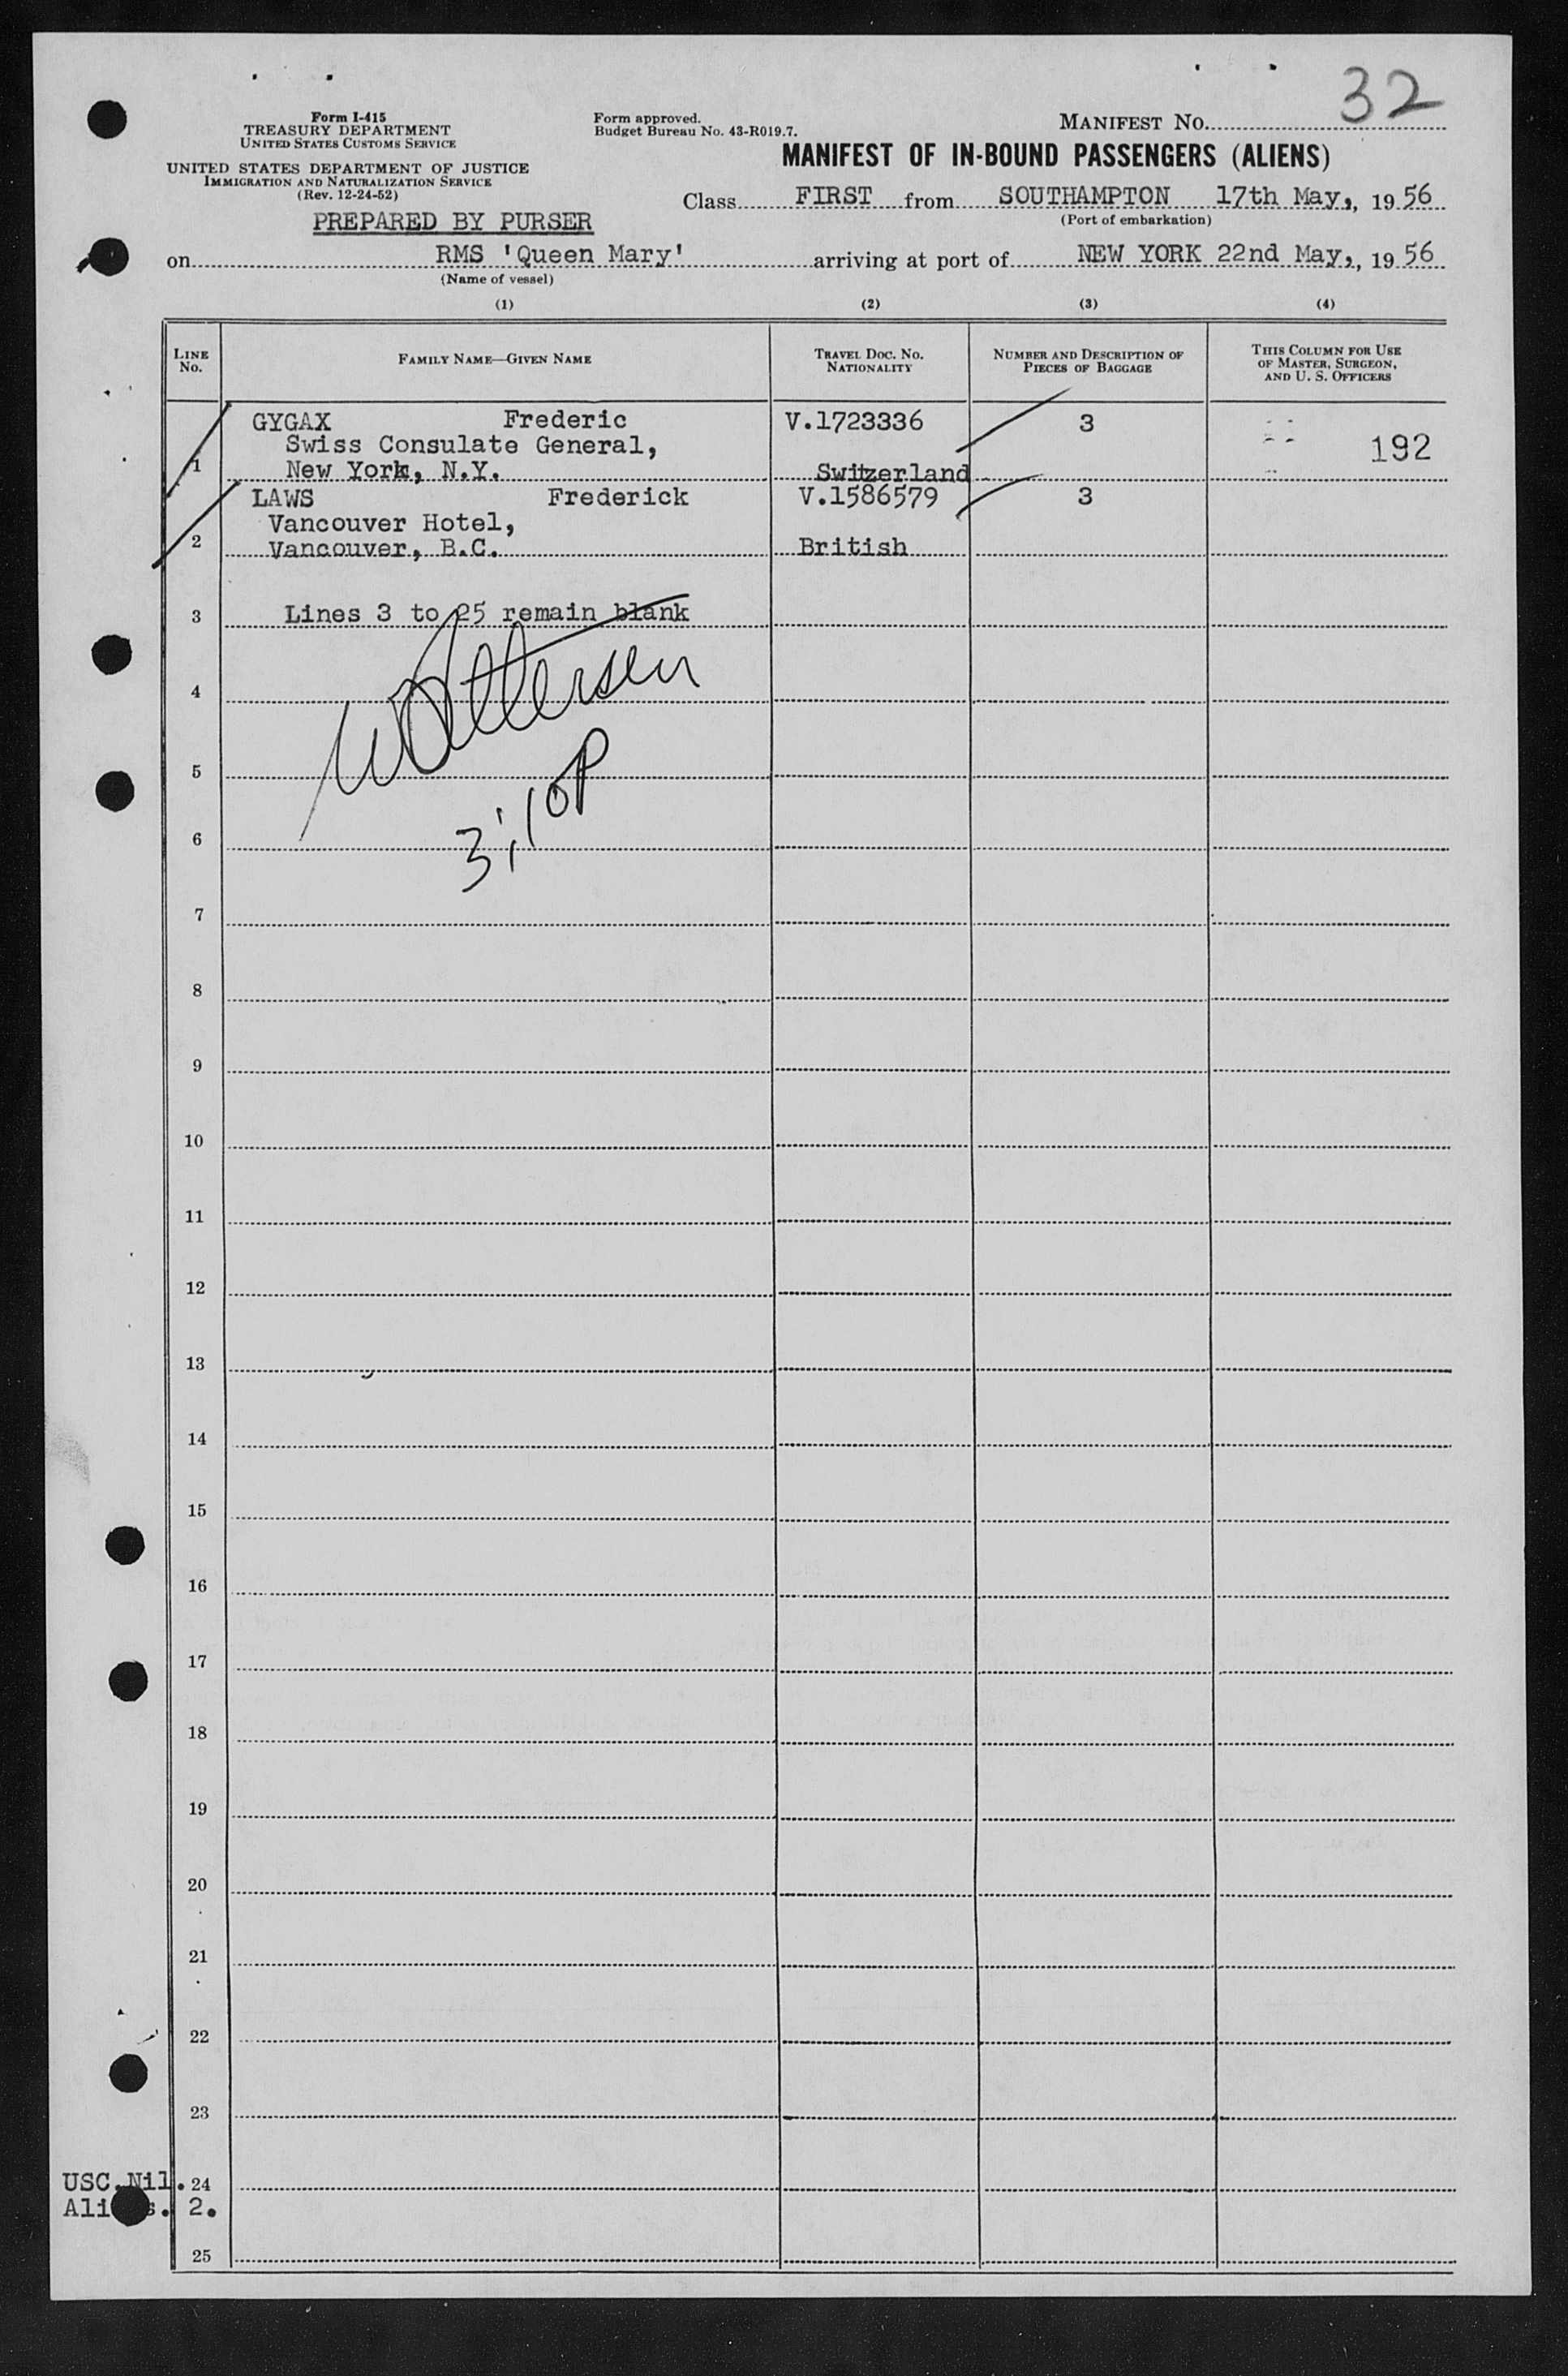 32
Form I-415
TREASURY DEPARTMENT
UNITED STATES CUSTOMS SERVICE
UNITED STATES DEPARTMENT OF JUSTICE
IMMIGRATION AND NATURALIZATION SERVICE
(Rev. 12-24-52)
PREPARED BY PURSER
Form approved.
Budget Bureau No. 43-R019.7.
MANIFEST NO.
MANIFEST OF IN-BOUND PASSENGERS (ALIENS)
Class FIRST from SOUTHAMPTON 17th May,, 19 56
(Port of embarkation)
on RMS 'Queen Mary' arriving at port of NEW YORK 22nd May,, 19 56
(Name of vessel)
(1) (2) (3) (4)
LINE No. FAMILY NAME—GIVEN NAME TRAVEL DOC. NO. NATIONALITY NUMBER AND DESCRIPTION OF PIECES OF BAGGAGE THIS COLUMN FOR USE OF MASTER, SURGEON, AND U. S. OFFICERS
GYGAX Frederic V.1723336 3
Swiss Consulate General, 192
1 New York, N.Y. Switzerland
LAWS Frederick V.1586579 3
Vancouver Hotel,
2 Vancouver, B.C. British
3 Lines 3 to 25 remain blank
4
5
3:10P
6
7
8
9
10
11
12
13
14
15
16
17
18
19
20
21
22
23
USC.Nil. 24
2.
25